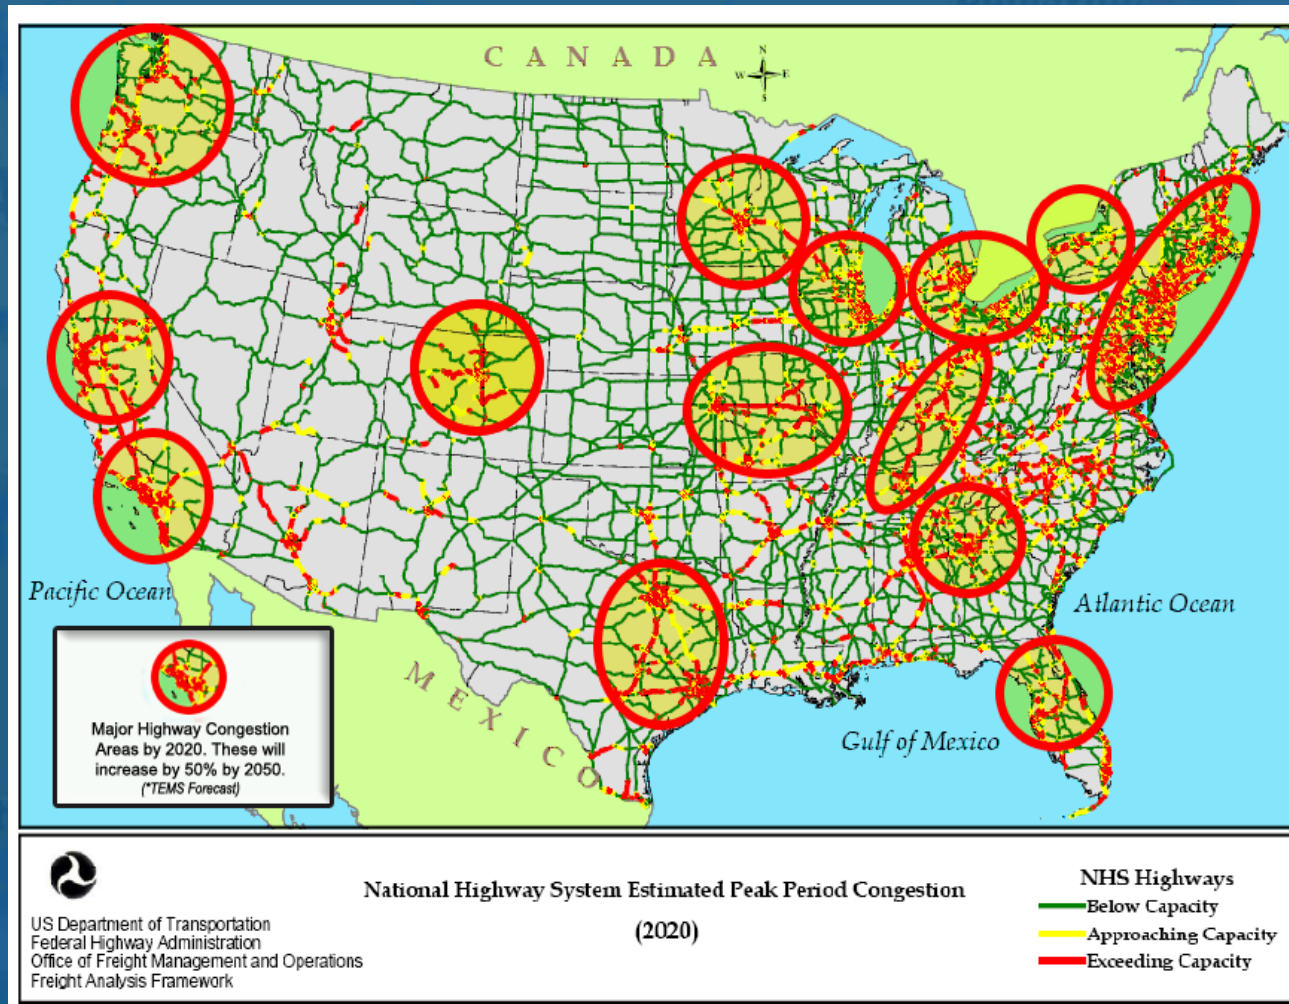 CANADA
N
W E
S
Pacific Ocean
Atlantic Ocean
MEXICO
Gulf of Mexico
Major Highway Congestion
Areas by 2020. These will
increase by 50% by 2050.
(*TEMS Forecast)
US Department of Transportation
Federal Highway Administration
Office of Freight Management and Operations
Freight Analysis Framework
National Highway System Estimated Peak Period Congestion
(2020)
NHS Highways
Below Capacity
Approaching Capacity
Exceeding Capacity